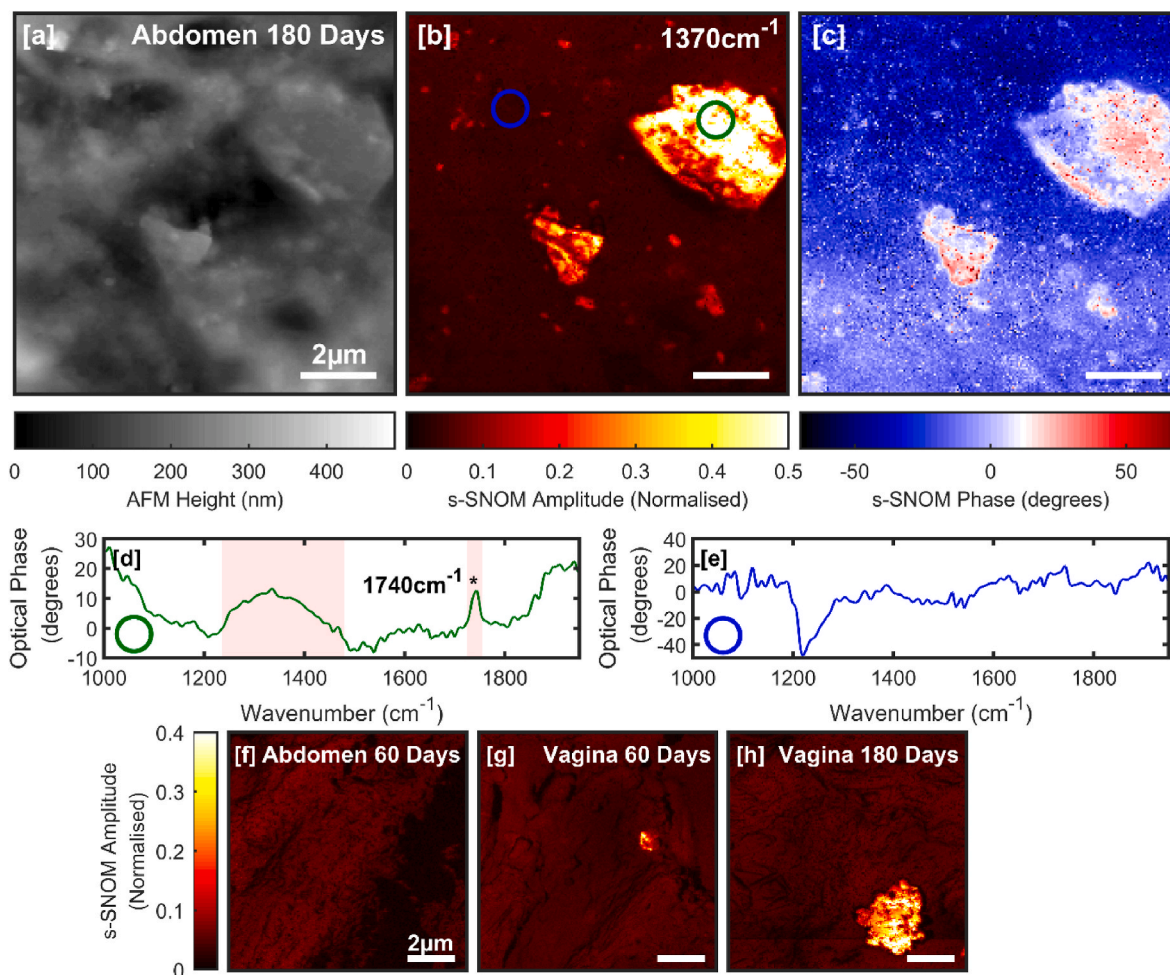 [a] Abdomen 180 Days
2μm
[b] 1370cm⁻¹
[c]
0 100 200 300 400
AFM Height (nm)
0 0.1 0.2 0.3 0.4 0.5
s-SNOM Amplitude (Normalised)
-50 0 50
s-SNOM Phase (degrees)
[d]
1740cm⁻¹ *
30
20
10
0
-10
Optical Phase
(degrees)
1000 1200 1400 1600 1800
Wavenumber (cm⁻¹)
[e]
40
20
0
-20
-40
Optical Phase
(degrees)
1000 1200 1400 1600 1800
Wavenumber (cm⁻¹)
0.4
0.3
0.2
0.1
0
s-SNOM Amplitude
(Normalised)
[f] Abdomen 60 Days
2μm
[g] Vagina 60 Days
[h] Vagina 180 Days